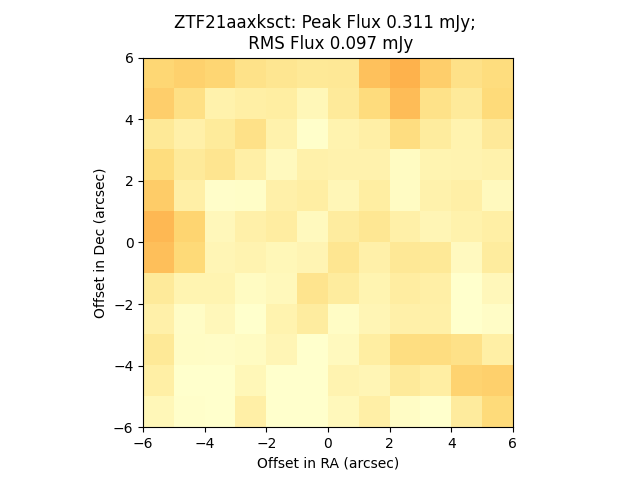 ZTF21aaxksct: Peak Flux 0.311 mJy;
RMS Flux 0.097 mJy
6
4
2
0
−2
−4
−6
Offset in Dec (arcsec)
−6 −4 −2 0 2 4 6
Offset in RA (arcsec)